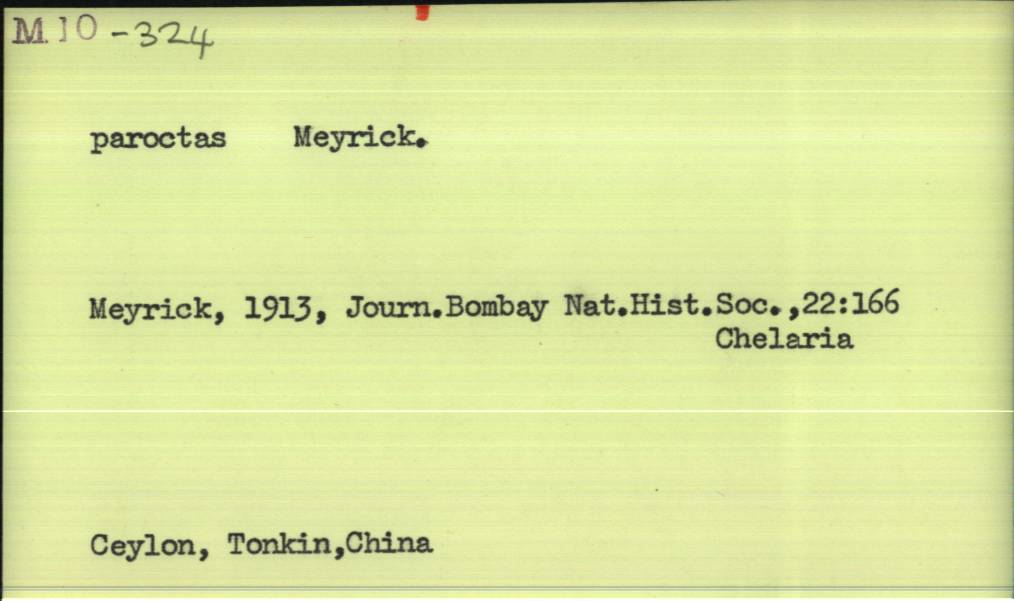 M.10 -324
paroctas Meyrick.
Meyrick, 1913, Journ.Bombay Nat.Hist.Soc.,22:166
Chelaria
Ceylon, Tonkin,China